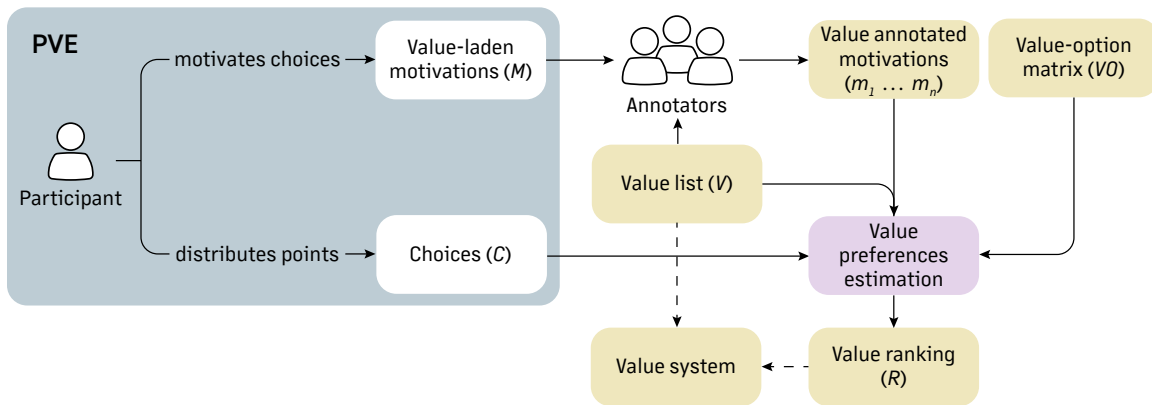 PVE
motivates choices
Value-laden
motivations (M)
Annotators
Value annotated
motivations
(m1 ... mn)
Value-option
matrix (VO)
Participant
Value list (V)
distributes points
Choices (C)
Value
preferences
estimation
Value system
Value ranking
(R)